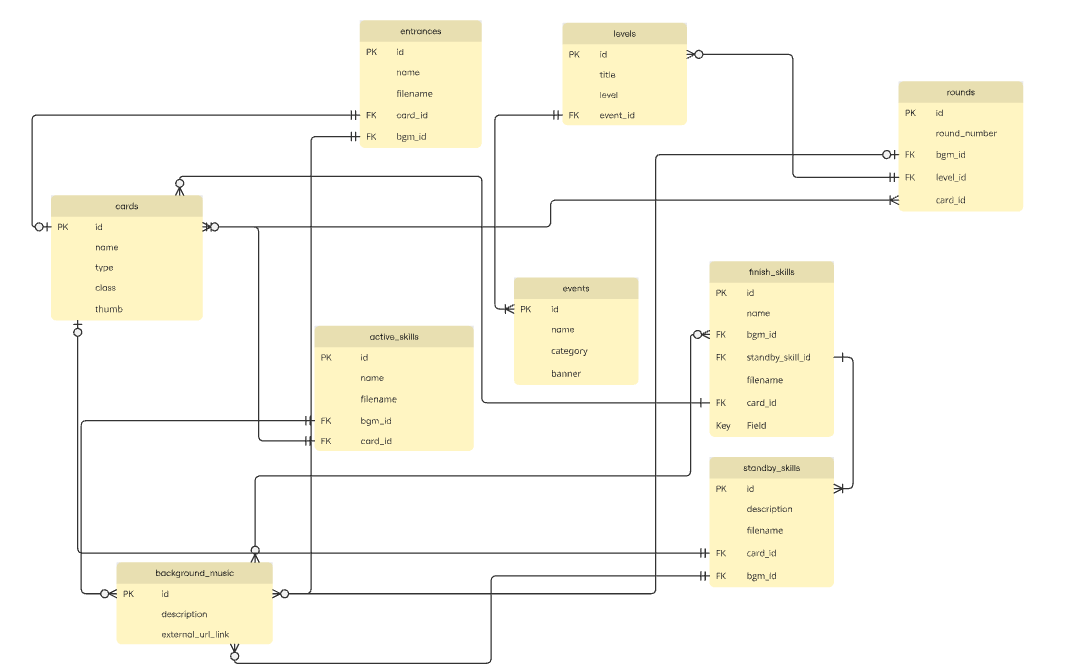 entrances
PK id
name
filename
FK card_id
FK bgm_id
levels
PK id
title
level
FK event_id
rounds
PK id
round_number
FK bgm_id
FK level_id
card_id
cards
PK id
name
type
class
thumb
events
PK id
name
category
banner
finish_skills
PK id
name
FK bgm_id
FK standby_skill_id
filename
FK card_id
Key Field
active_skills
PK id
name
filename
FK bgm_id
FK card_id
standby_skills
PK id
description
filename
FK card_id
FK bgm_id
background_music
PK id
description
external_url_link